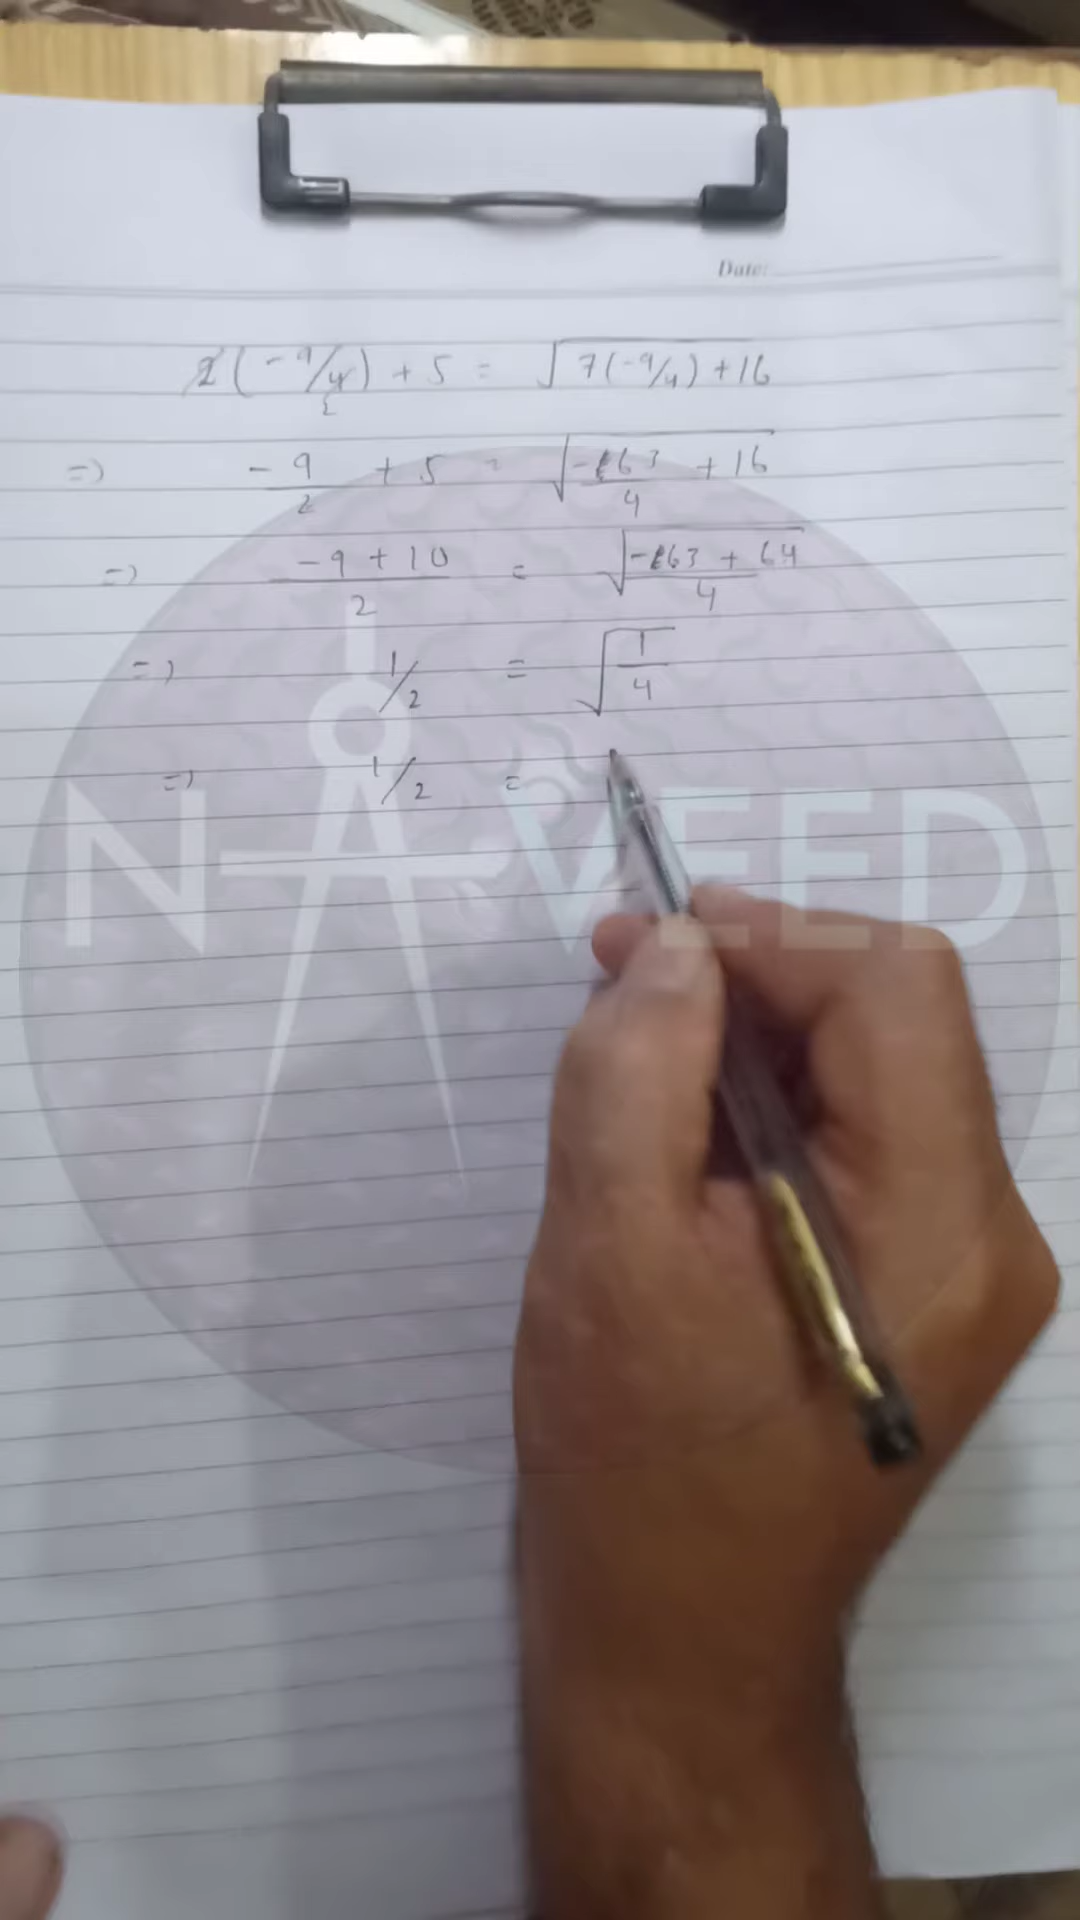 Date:
2(-9/4) + 5 = √7(-9/4) + 16
2
=) -9/2 + 5 = √-63/4 + 16
=) -9 + 10/2 = √-63 + 64/4
=) 1/2 = √1/4
=) 1/2 =
NAVEED